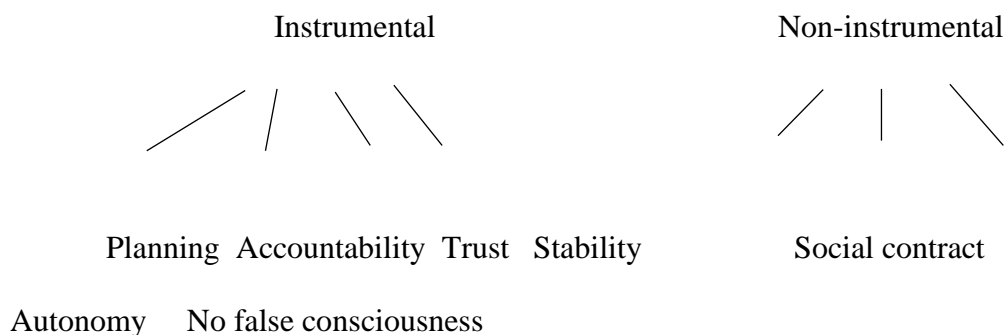 Instrumental Non-instrumental
Planning Accountability Trust Stability Social contract
Autonomy No false consciousness